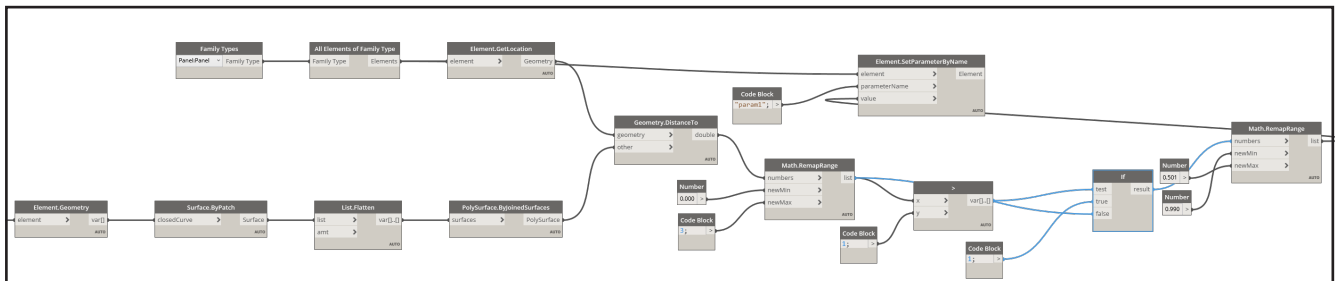 Family Types
Panel:Panel
Family Type
All Elements of Family Type
Family Type
Elements
Element.GetLocation
element
Geometry
AUTO
Element.SetParameterByName
element
Element
parameterName
value
AUTO
Code Block
"param1";
>
Geometry.DistanceTo
geometry
double
other
AUTO
Math.RemapRange
numbers
list
newMin
newMax
AUTO
Math.RemapRange
numbers
list
newMin
newMax
AUTO
Number
0.000
>
Code Block
3;
>
>
x
var[]..[]
y
AUTO
Code Block
1;
>
Code Block
1;
>
If
test
result
true
false
AUTO
Number
0.501
>
Number
0.990
>
Element.Geometry
element
var[]
AUTO
Surface.ByPatch
closedCurve
Surface
AUTO
List.Flatten
list
var[]..[]
amt
AUTO
PolySurface.ByJoinedSurfaces
surfaces
PolySurface
AUTO